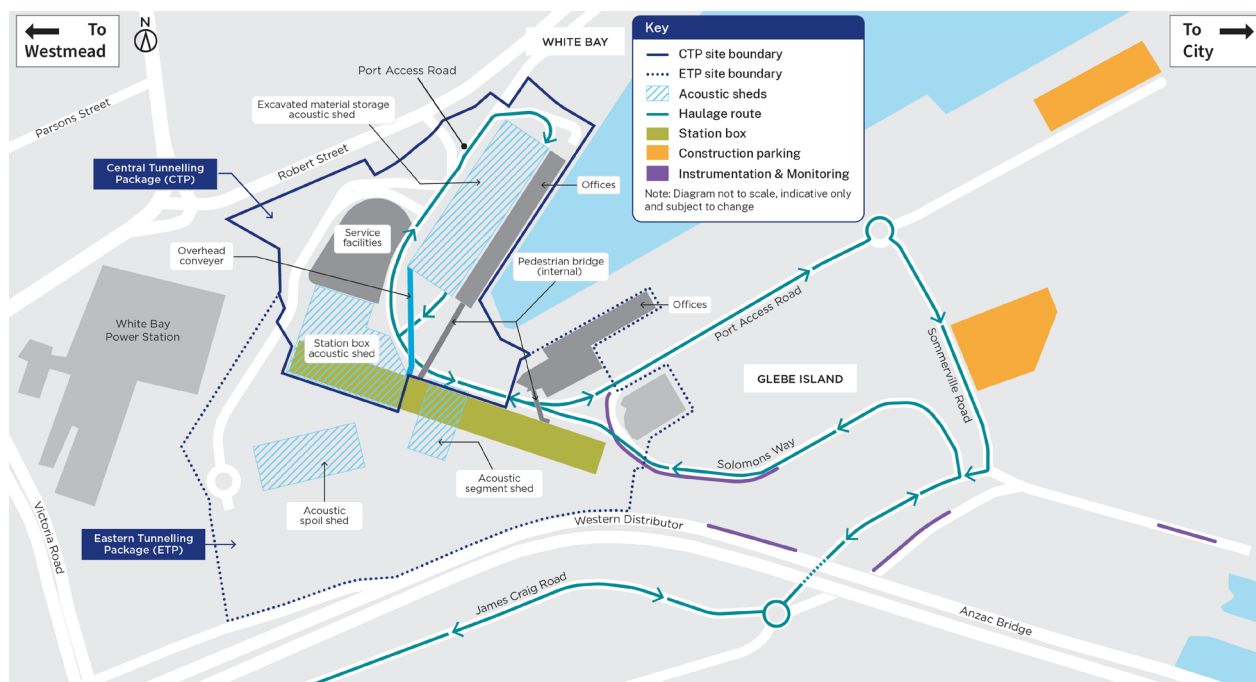 To
Westmead
N
WHITE BAY
Key
CTP site boundary
ETP site boundary
Acoustic sheds
Haulage route
Station box
Construction parking
Instrumentation & Monitoring
Note: Diagram not to scale, indicative only
and subject to change
To
City
Port Access Road
Excavated material storage
acoustic shed
Parsons Street
Robert Street
Central Tunnelling
Package (CTP)
Offices
Service
facilities
Overhead
conveyer
Pedestrian bridge
(internal)
Offices
Port Access Road
White Bay
Power Station
Station box
acoustic shed
GLEBE ISLAND
Sommerville Road
Solomons Way
Acoustic
segment shed
Acoustic
spoil shed
Victoria Road
Western Distributor
Eastern Tunnelling
Package (ETP)
James Craig Road
Anzac Bridge